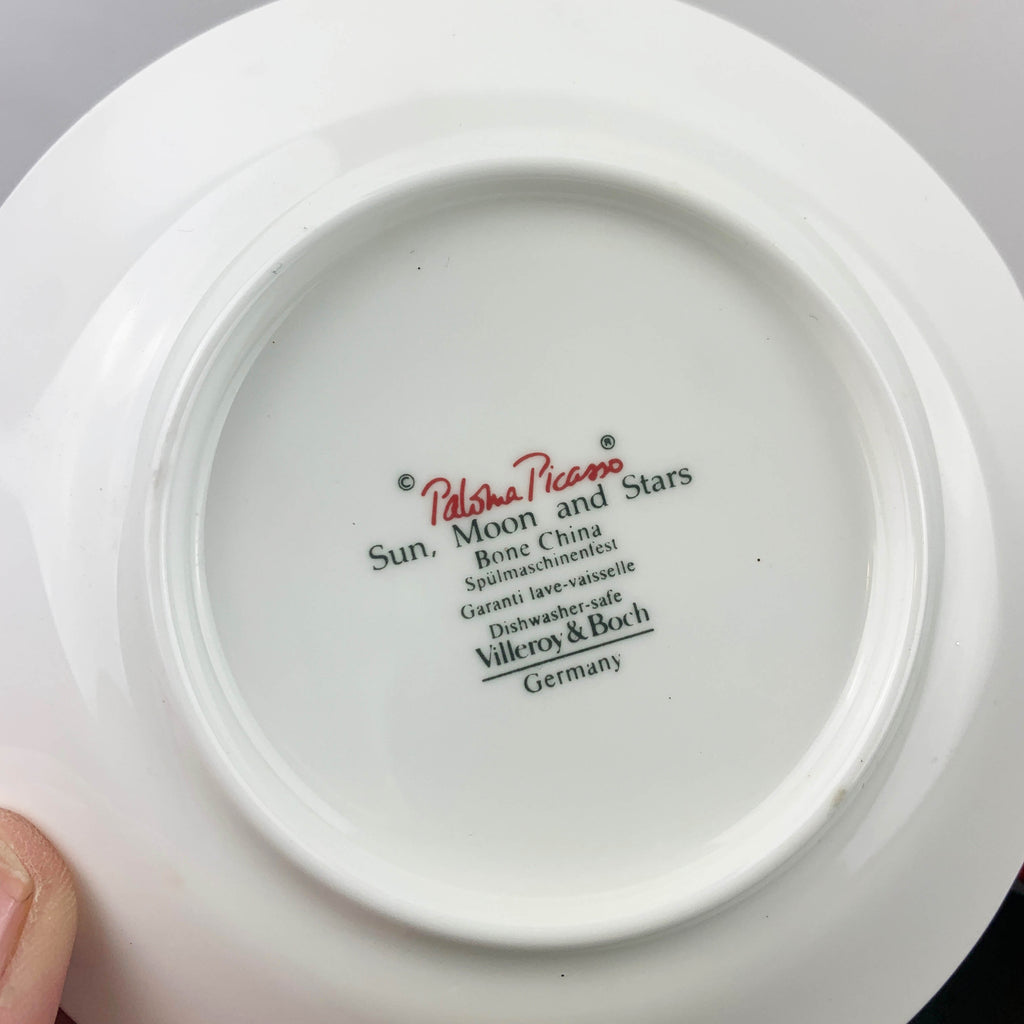 © Paloma Picasso ®
Sun, Moon and Stars
Bone China
Spülmaschinenfest
Garanti lave-vaisselle
Dishwasher-safe
Villeroy & Boch
Germany